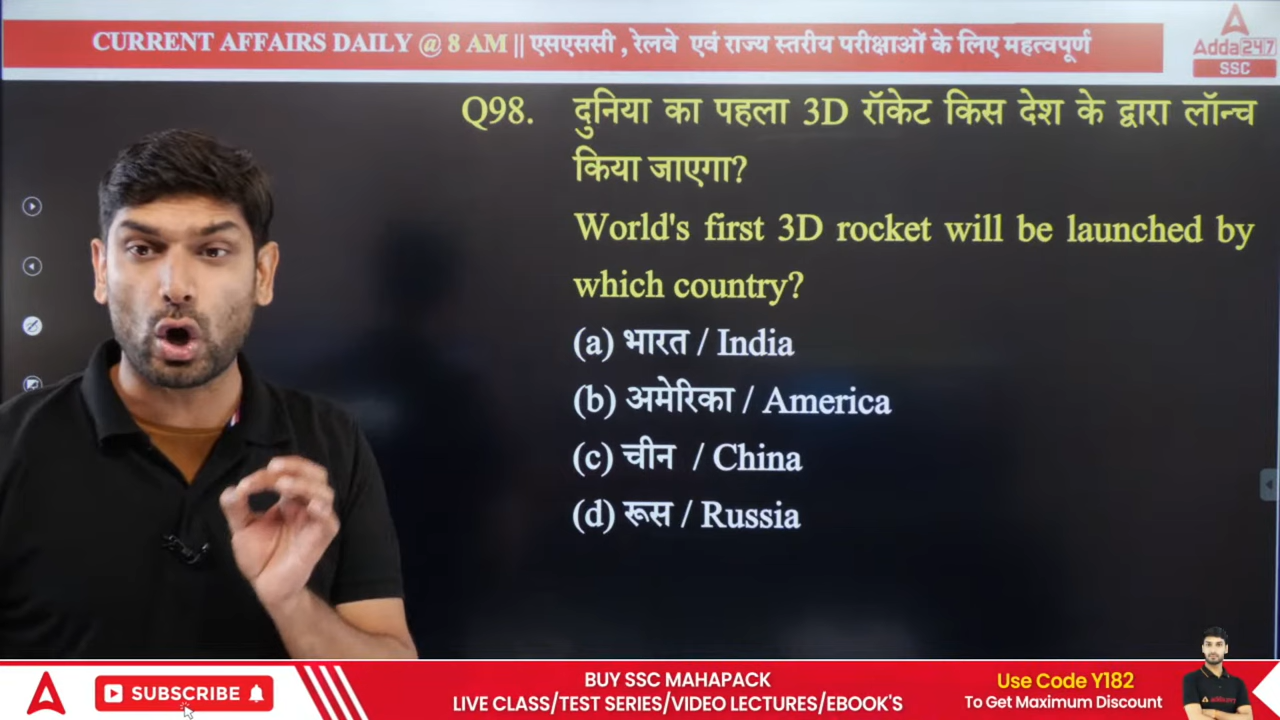 CURRENT AFFAIRS DAILY @ 8 AM || एसएससी , रेलवे एवं राज्य स्तरीय परीक्षाओं के लिए महत्वपूर्ण
Adda247
SSC
Q98. दुनिया का पहला 3D रॉकेट किस देश के द्वारा लॉन्च
किया जाएगा?
World's first 3D rocket will be launched by
which country?
(a) भारत / India
(b) अमेरिका / America
(c) चीन / China
(d) रूस / Russia
SUBSCRIBE
BUY SSC MAHAPACK
LIVE CLASS/TEST SERIES/VIDEO LECTURES/EBOOK'S
Use Code Y182
To Get Maximum Discount